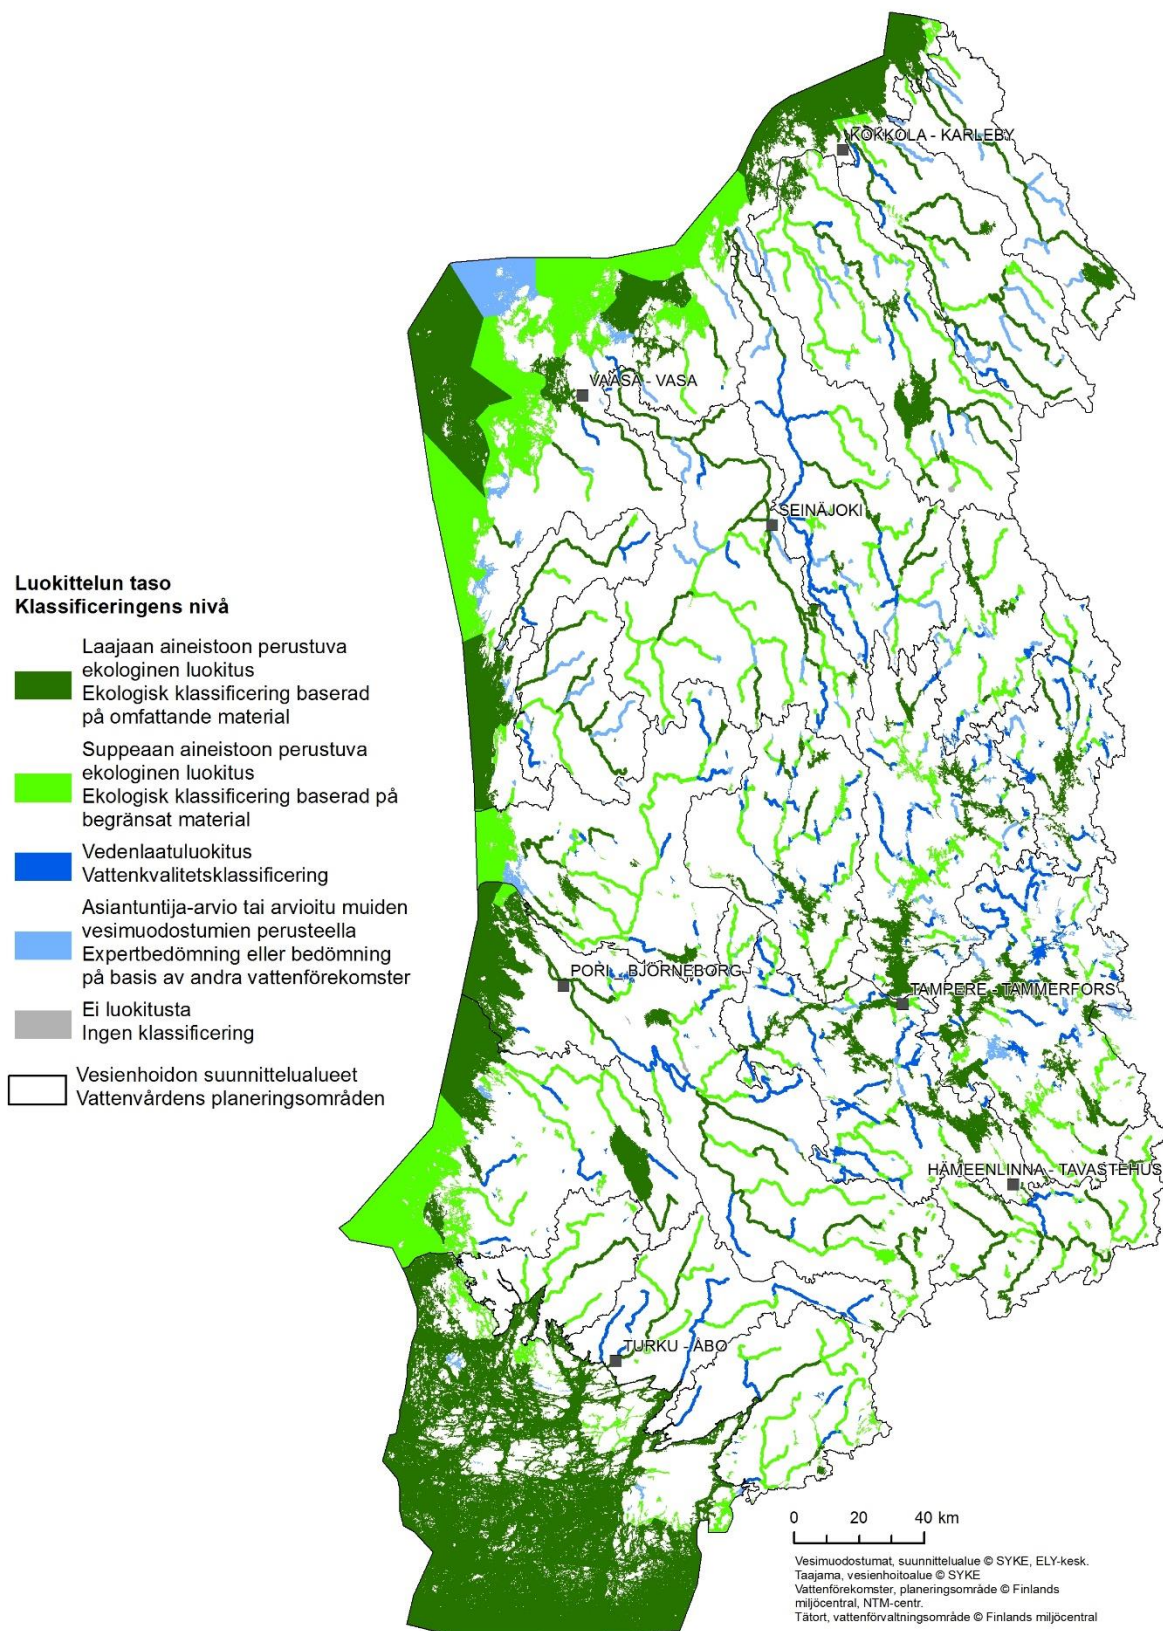 KOKKOLA - KARLEBY
VAASA - VASA
SEINÄJOKI
Luokittelun taso
Klassificeringens nivå
Laajaan aineistoon perustuva
ekologinen luokitus
Ekologisk klassificering baserad
på omfattande material
Suppeaan aineistoon perustuva
ekologinen luokitus
Ekologisk klassificering baserad på
begränsat material
Vedenlaatuluokitus
Vattenkvalitetsklassificering
Asiantuntija-arvio tai arvioitu muiden
vesimuodostumien perusteella
Expertbedömning eller bedömning
på basis av andra vattenförekomster
Ei luokitusta
Ingen klassificering
Vesienhoidon suunnittelualueet
Vattenvårdens planeringsområden
PORI - BJÖRNEBORG
TAMPERE - TAMMERFORS
HÄMEENLINNA - TAVASTEHUS
TURKU - ÅBO
0 20 40 km
Vesimuodostumat, suunnittelualue © SYKE, ELY-kesk.
Taajama, vesienhoitoalue © SYKE
Vattenförekomster, planeringsområde © Finlands
miljöcentral, NTM-centr.
Tätort, vattenförvaltningsområde © Finlands miljöcentral